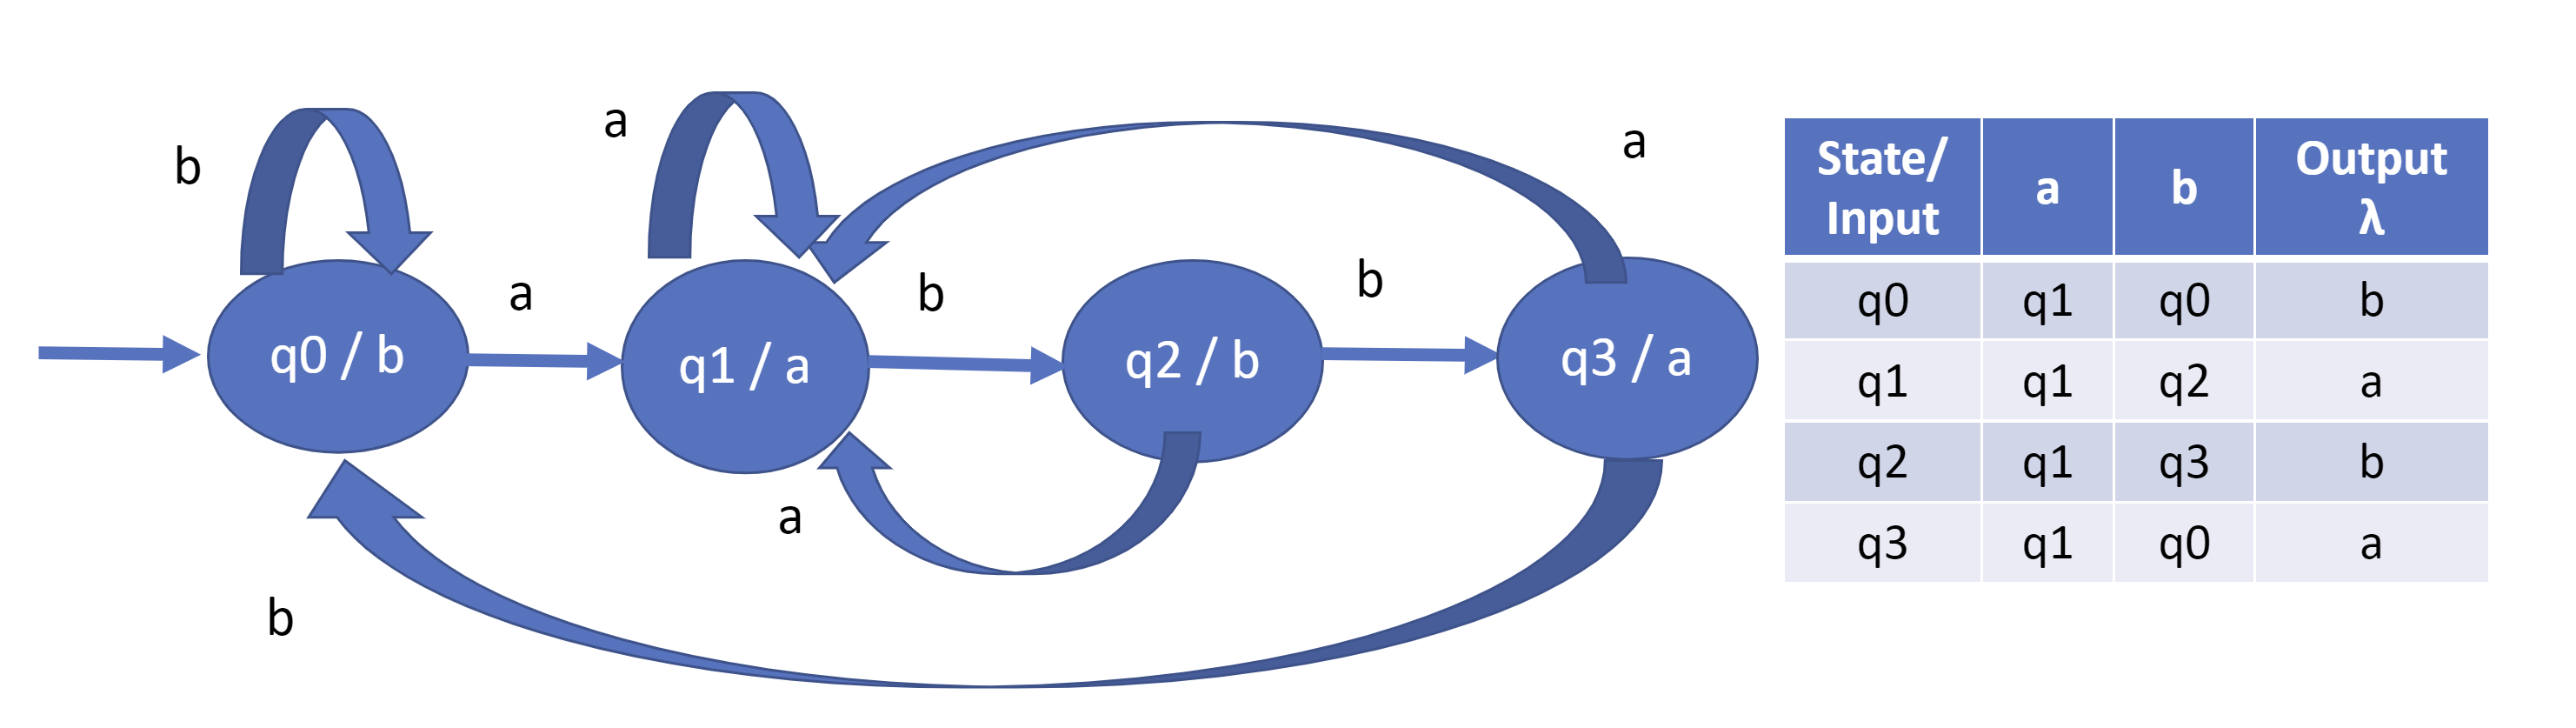 b
a
a
q0 / b
a
q1 / a
b
q2 / b
b
q3 / a
a
b
State/ Input a b Output λ
q0 q1 q0 b
q1 q1 q2 a
q2 q1 q3 b
q3 q1 q0 a